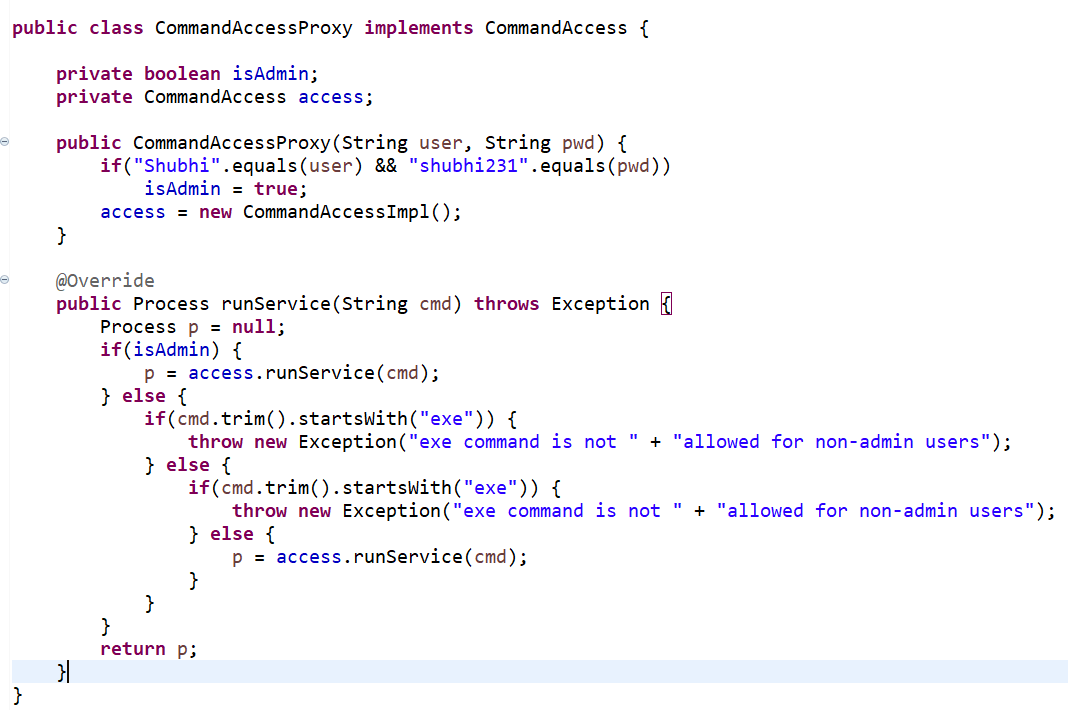 public class CommandAccessProxy implements CommandAccess {
    private boolean isAdmin;
    private CommandAccess access;
    public CommandAccessProxy(String user, String pwd) {
        if("Shubhi".equals(user) && "shubhi231".equals(pwd))
            isAdmin = true;
        access = new CommandAccessImpl();
    }
    @Override
    public Process runService(String cmd) throws Exception {
        Process p = null;
        if(isAdmin) {
            p = access.runService(cmd);
        } else {
            if(cmd.trim().startsWith("exe")) {
                throw new Exception("exe command is not " + "allowed for non-admin users");
            } else {
                if(cmd.trim().startsWith("exe")) {
                    throw new Exception("exe command is not " + "allowed for non-admin users");
                } else {
                    p = access.runService(cmd);
                }
            }
        }
        return p;
    }
}